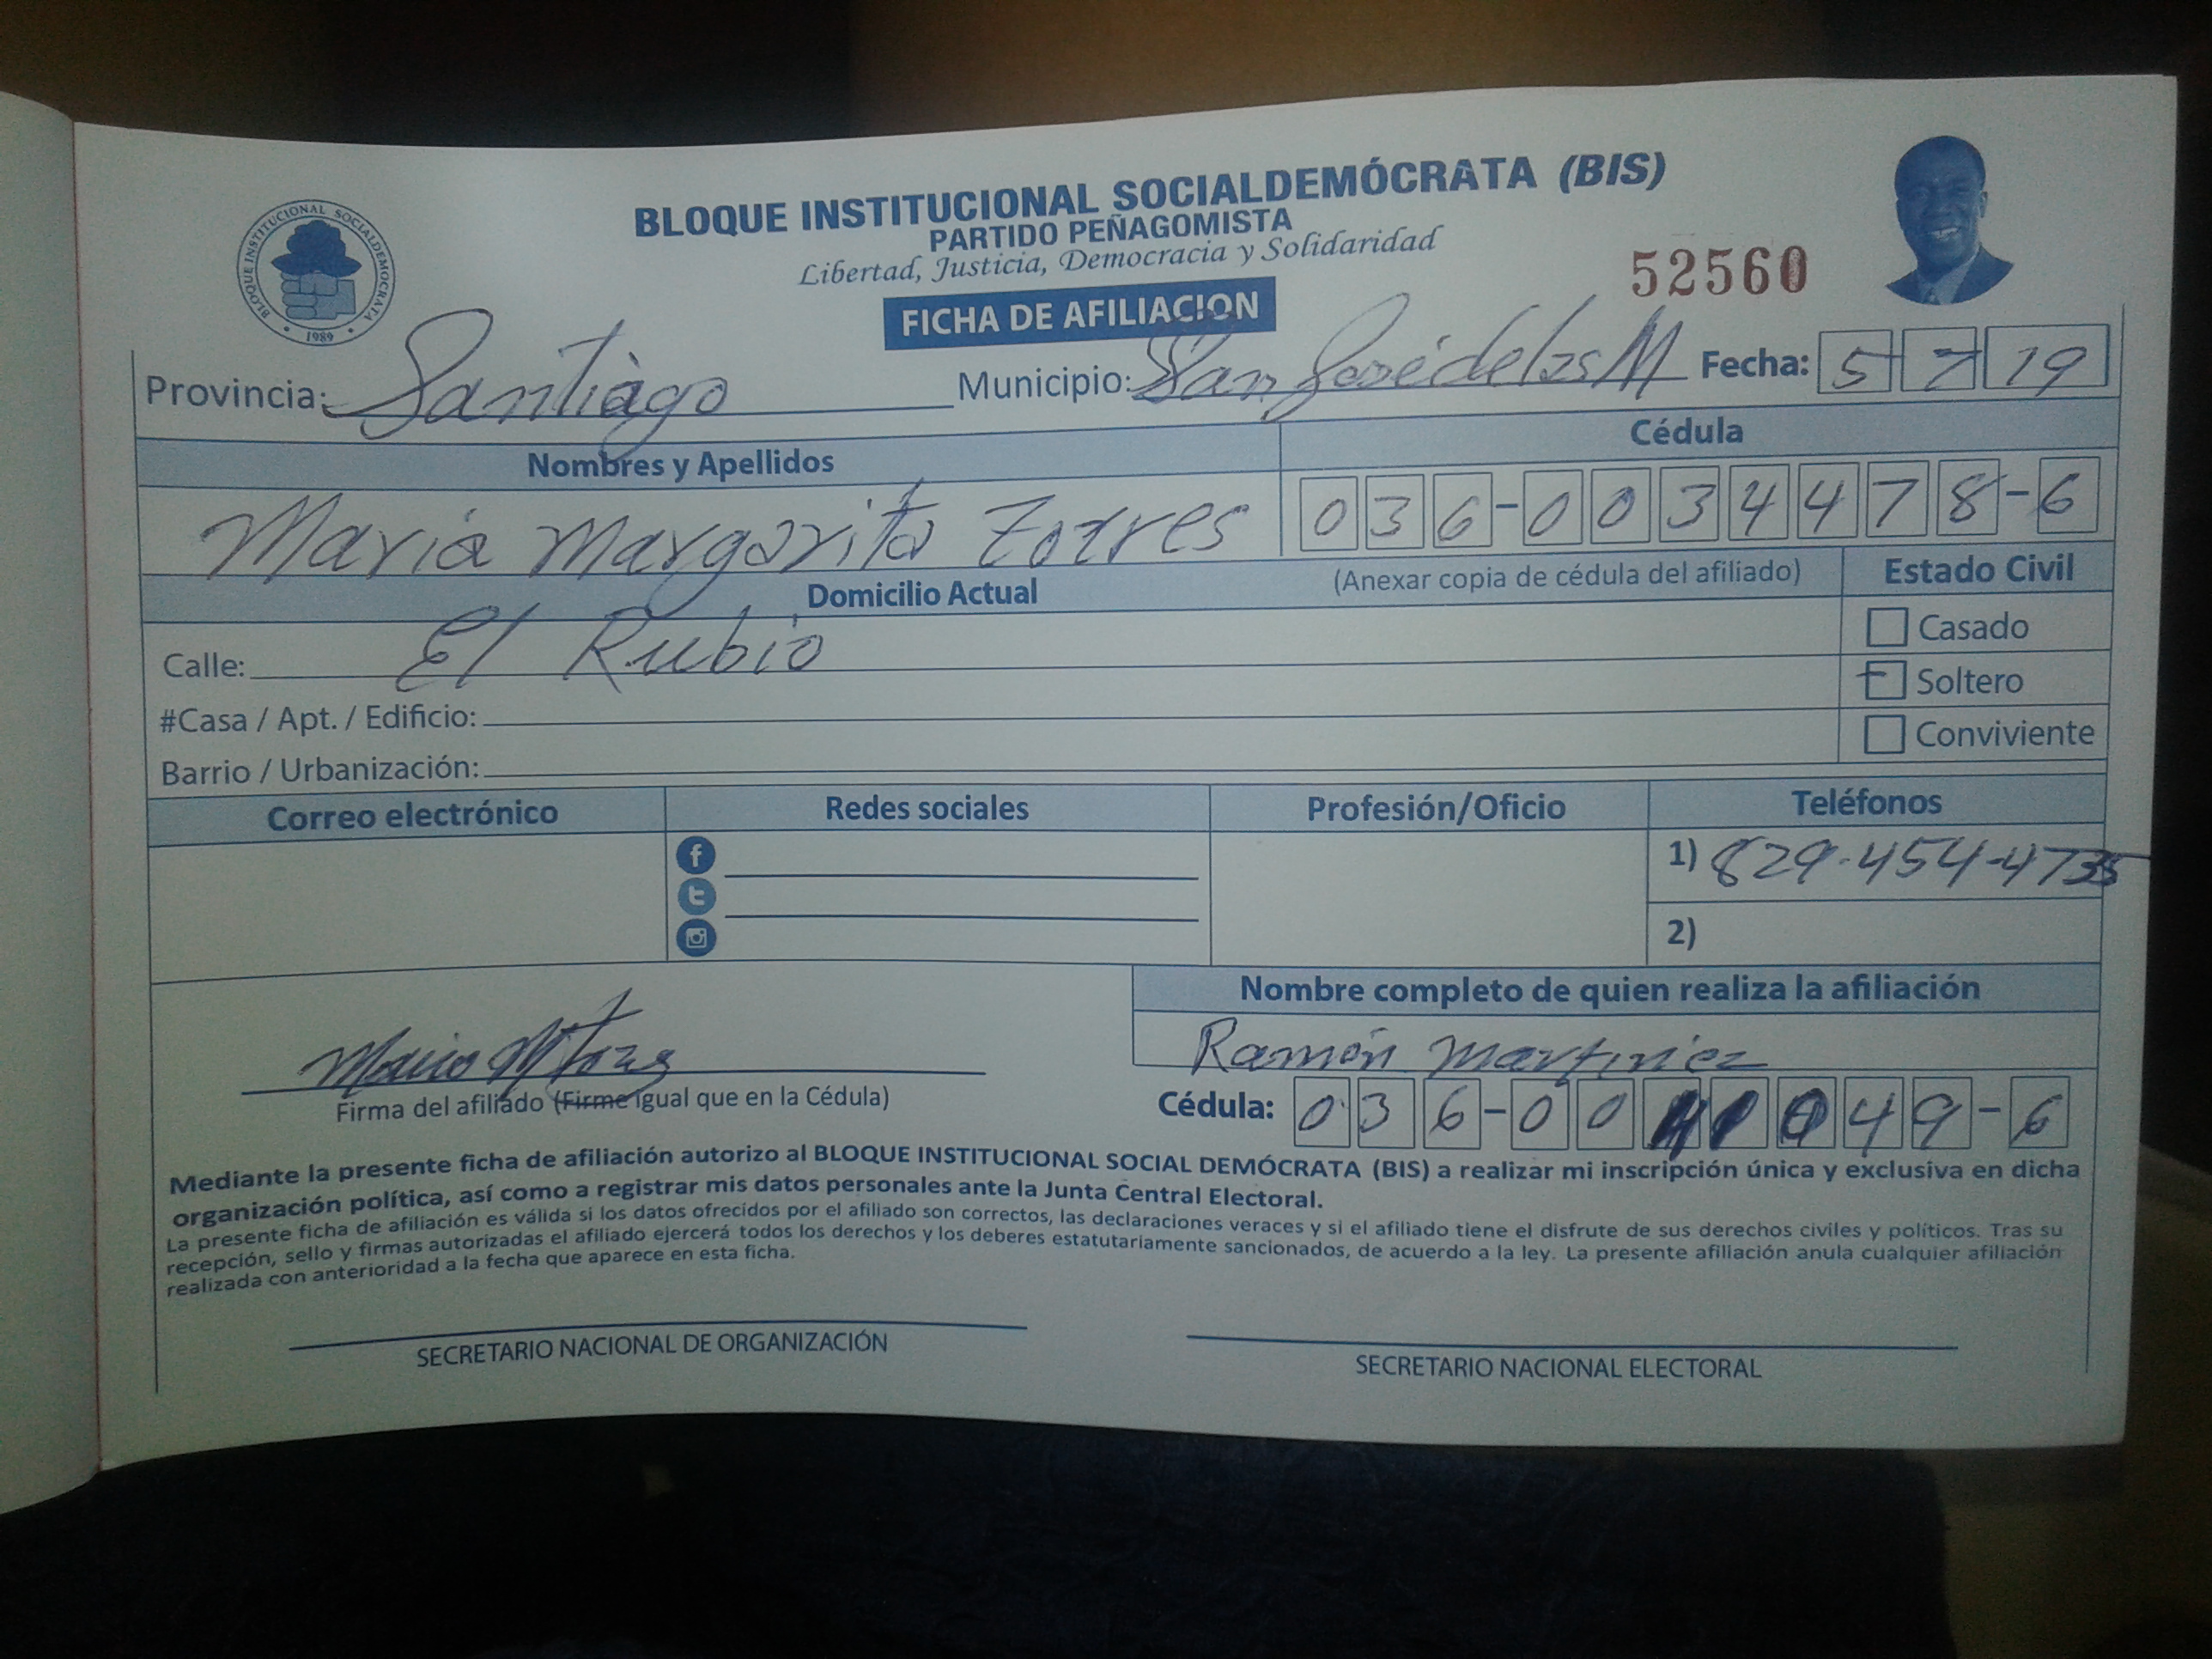 BLOQUE INSTITUCIONAL SOCIALDEMÓCRATA (BIS)
PARTIDO PEÑAGOMISTA
Libertad, Justicia, Democracia y Solidaridad
BLOQUE INSTITUCIONAL SOCIALDEMOCRATA
1989
52560
FICHA DE AFILIACION
Provincia: Santiago Municipio: San José de las M Fecha: 5 7 19
Nombres y Apellidos Cédula
Maria Margarita Torres 036-0034478-6
Domicilio Actual (Anexar copia de cédula del afiliado) Estado Civil
Calle: El Rubio Casado
#Casa / Apt. / Edificio: Soltero
Barrio / Urbanización: Conviviente
Correo electrónico Redes sociales Profesión/Oficio Teléfonos
1) 829-454-4735
2)
Nombre completo de quien realiza la afiliación
Ramón Martinez
Firma del afiliado (Firme igual que en la Cédula) Cédula: 036-00 49-6
Mediante la presente ficha de afiliación autorizo al BLOQUE INSTITUCIONAL SOCIAL DEMÓCRATA (BIS) a realizar mi inscripción única y exclusiva en dicha
organización política, así como a registrar mis datos personales ante la Junta Central Electoral.
La presente ficha de afiliación es válida si los datos ofrecidos por el afiliado son correctos, las declaraciones veraces y si el afiliado tiene el disfrute de sus derechos civiles y políticos. Tras su
recepción, sello y firmas autorizadas el afiliado ejercerá todos los derechos y los deberes estatutariamente sancionados, de acuerdo a la ley. La presente afiliación anula cualquier afiliación
realizada con anterioridad a la fecha que aparece en esta ficha.
SECRETARIO NACIONAL DE ORGANIZACIÓN SECRETARIO NACIONAL ELECTORAL